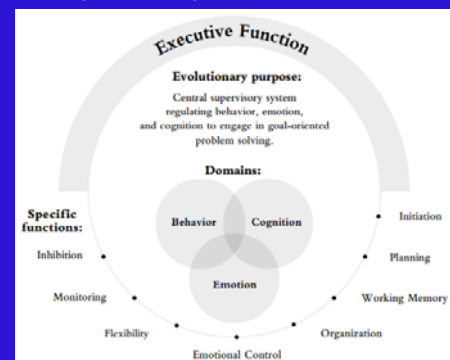 Executive Function
Evolutionary purpose:
Central supervisory system
regulating behavior, emotion,
and cognition to engage in goal-oriented
problem solving.
Domains:
Behavior
Cognition
Emotion
Specific
functions:
Inhibition
Monitoring
Flexibility
Emotional Control
Organization
Working Memory
Planning
Initiation